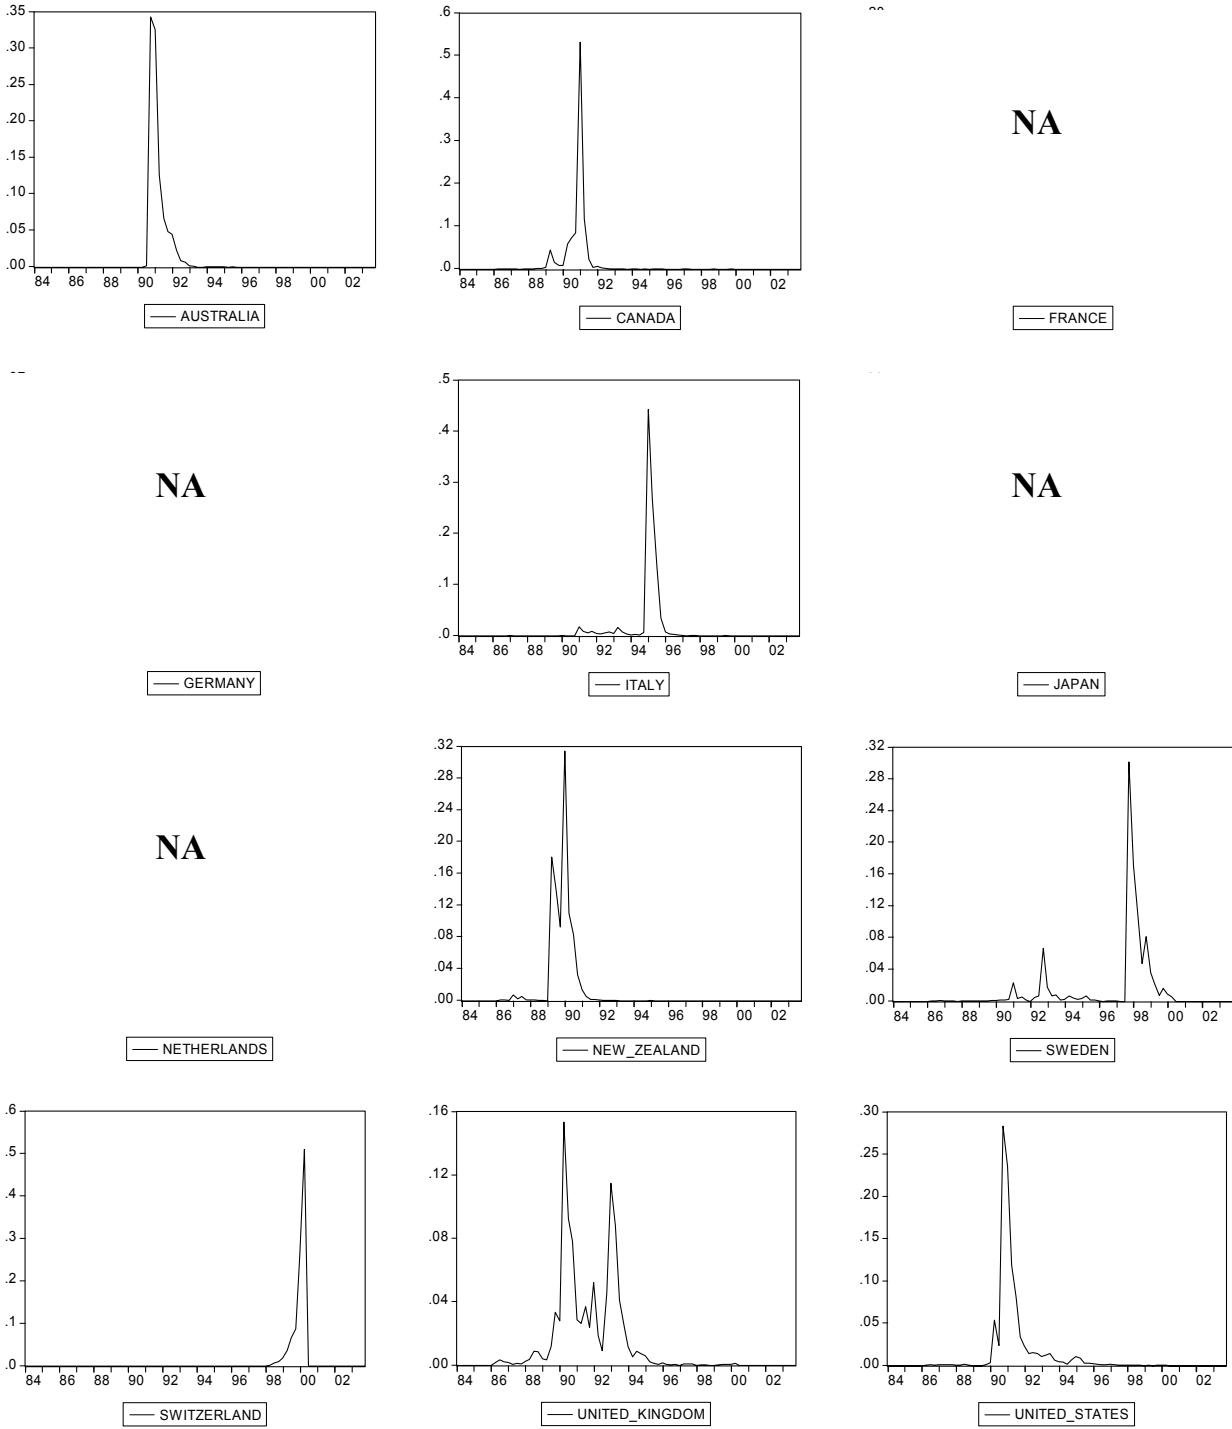 .35
.30
.25
.20
.15
.10
.05
.00
84 86 88 90 92 94 96 98 00 02
AUSTRALIA
.6
.5
.4
.3
.2
.1
.0
84 86 88 90 92 94 96 98 00 02
CANADA
NA
FRANCE
NA
GERMANY
.5
.4
.3
.2
.1
.0
84 86 88 90 92 94 96 98 00 02
ITALY
NA
JAPAN
NA
NETHERLANDS
.32
.28
.24
.20
.16
.12
.08
.04
.00
84 86 88 90 92 94 96 98 00 02
NEW_ZEALAND
.32
.28
.24
.20
.16
.12
.08
.04
.00
84 86 88 90 92 94 96 98 00 02
SWEDEN
.6
.5
.4
.3
.2
.1
.0
84 86 88 90 92 94 96 98 00 02
SWITZERLAND
.16
.12
.08
.04
.00
84 86 88 90 92 94 96 98 00 02
UNITED_KINGDOM
.30
.25
.20
.15
.10
.05
.00
84 86 88 90 92 94 96 98 00 02
UNITED_STATES